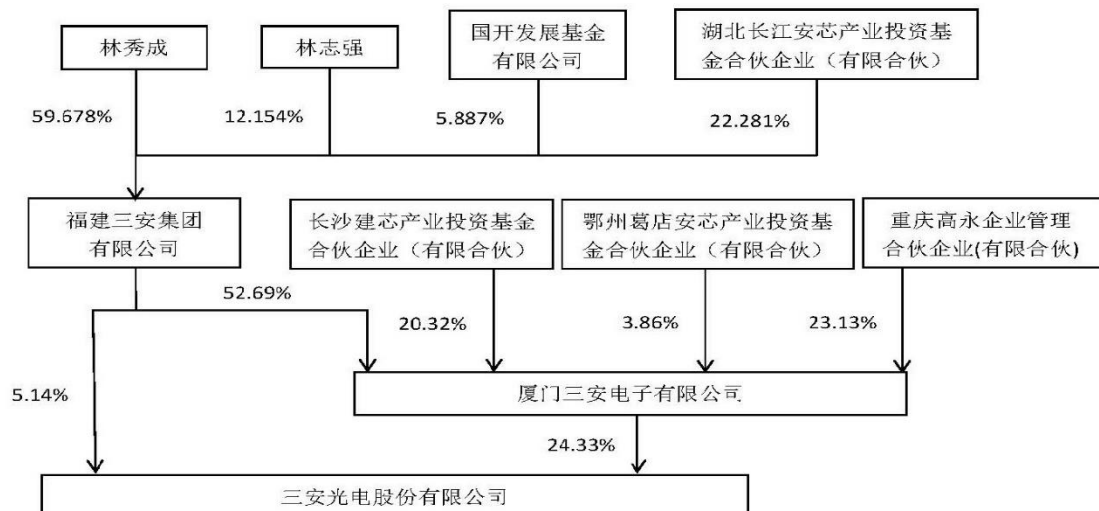 林秀成
林志强
国开发展基金
有限公司
湖北长江安芯产业投资基
金合伙企业（有限合伙）
59.678%
12.154%
5.887%
22.281%
福建三安集团
有限公司
长沙建芯产业投资基金
合伙企业（有限合伙）
鄂州葛店安芯产业投资基
金合伙企业（有限合伙）
重庆高永企业管理
合伙企业(有限合伙)
52.69%
20.32%
3.86%
23.13%
5.14%
厦门三安电子有限公司
24.33%
三安光电股份有限公司